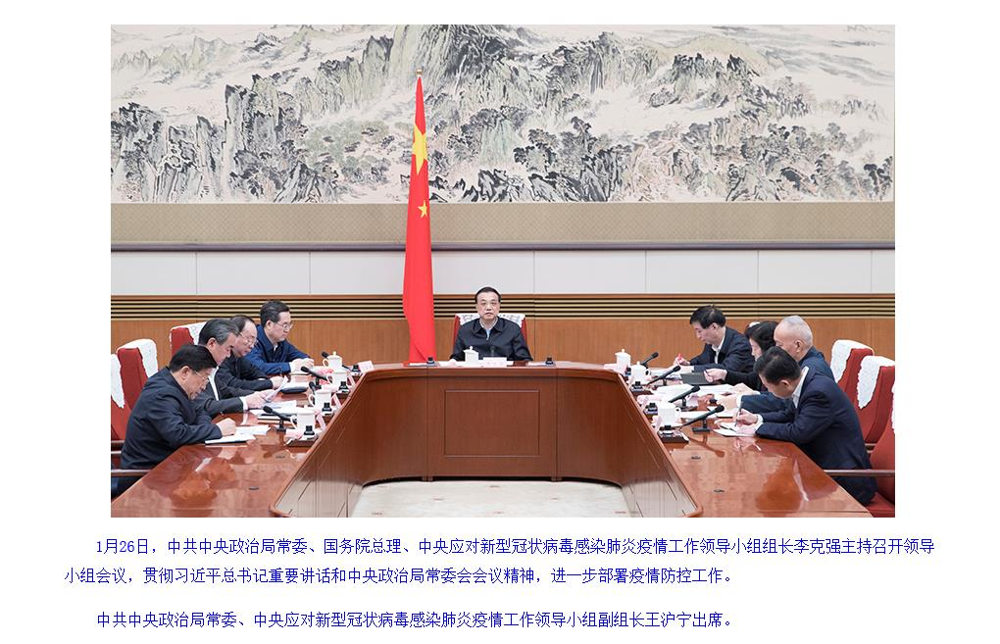 1月26日，中共中央政治局常委、国务院总理、中央应对新型冠状病毒感染肺炎疫情工作领导小组组长李克强主持召开领导
小组会议，贯彻习近平总书记重要讲话和中央政治局常委会会议精神，进一步部署疫情防控工作。
中共中央政治局常委、中央应对新型冠状病毒感染肺炎疫情工作领导小组副组长王沪宁出席。